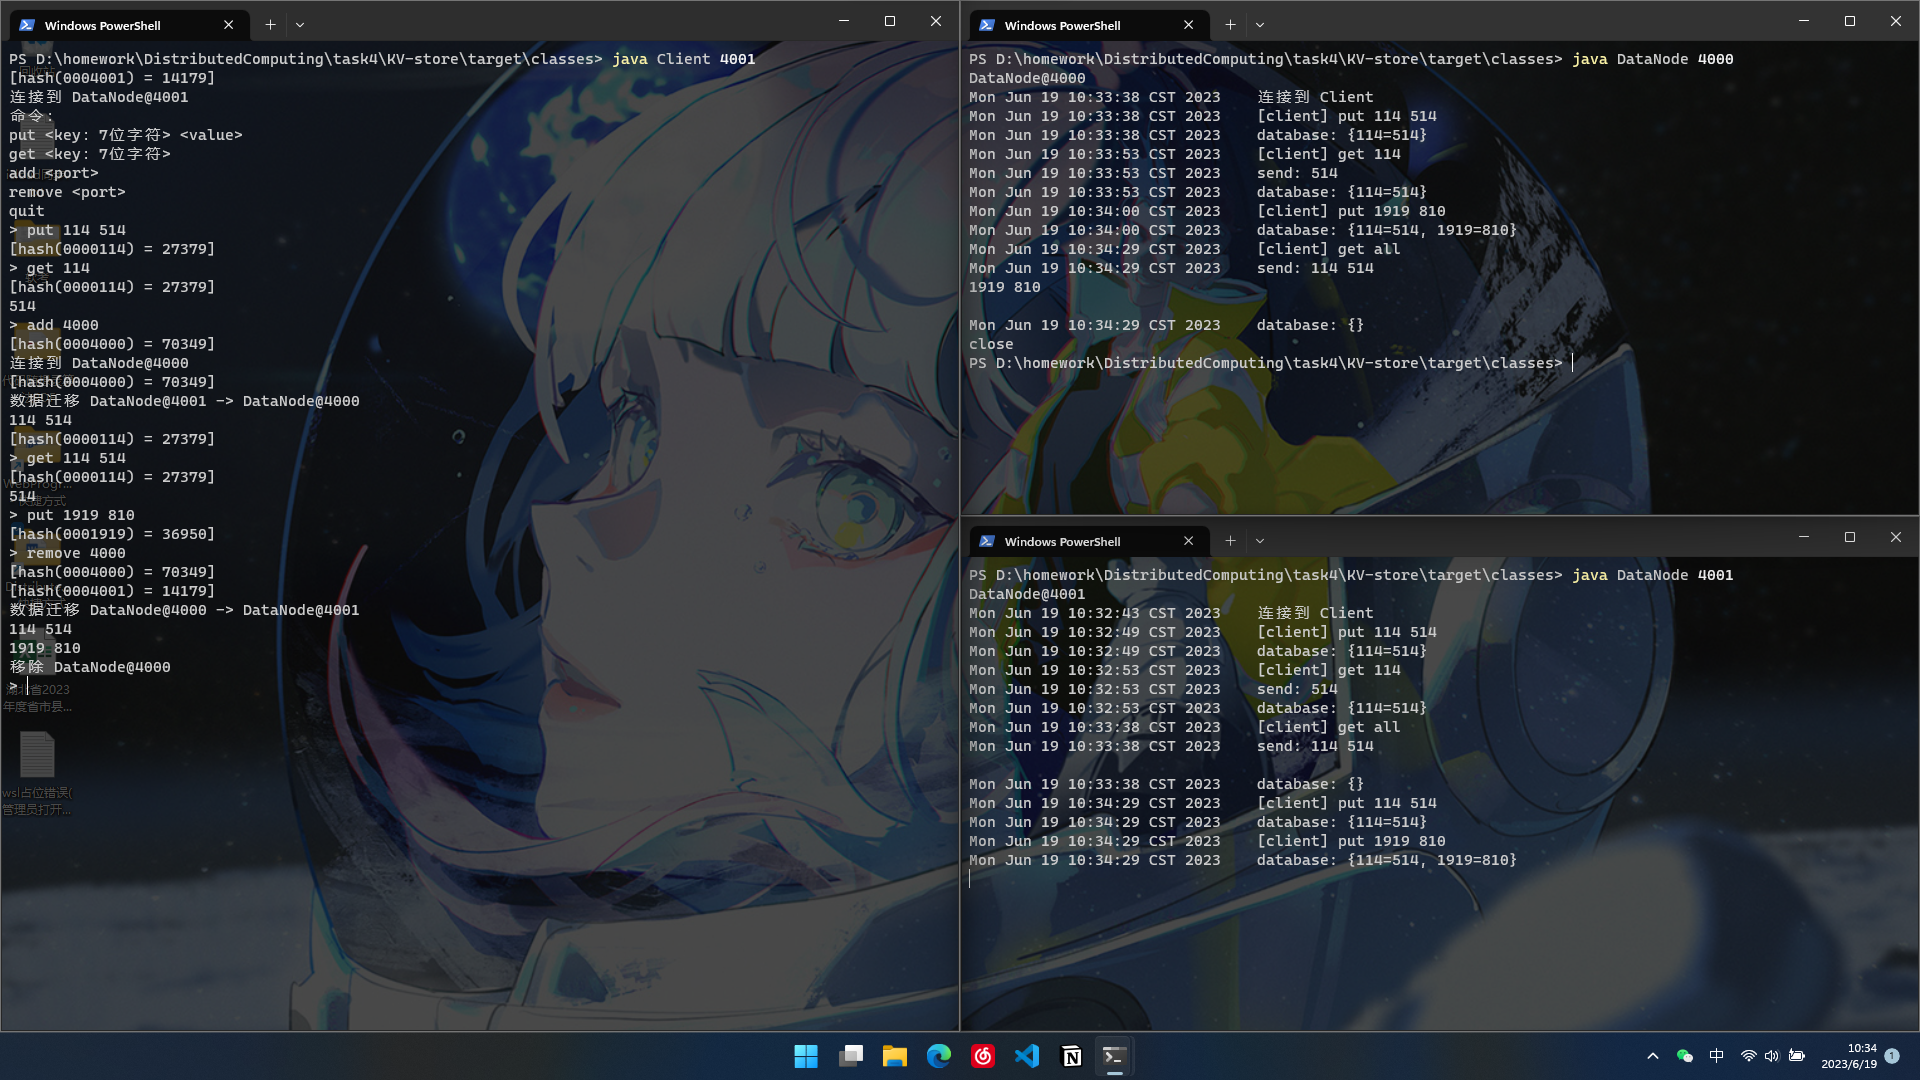 Windows PowerShell
PS D:\homework\DistributedComputing\task4\KV-store\target\classes> java Client 4001
[hash(0004001) = 14179]
连接到 DataNode@4001
命令:
put <key: 7位字符> <value>
get <key: 7位字符>
add <port>
remove <port>
quit
> put 114 514
[hash(0000114) = 27379]
> get 114
[hash(0000114) = 27379]
514
> add 4000
[hash(0004000) = 70349]
连接到 DataNode@4000
[hash(0004000) = 70349]
数据迁移 DataNode@4001 -> DataNode@4000
114 514
[hash(0000114) = 27379]
> get 114 514
[hash(0000114) = 27379]
514
> put 1919 810
[hash(0001919) = 36950]
> remove 4000
[hash(0004000) = 70349]
[hash(0004001) = 14179]
数据迁移 DataNode@4000 -> DataNode@4001
114 514
1919 810
移除 DataNode@4000
>
湖北省2023
年度省市县...
wsl占位错误(
管理员打开...
Windows PowerShell
PS D:\homework\DistributedComputing\task4\KV-store\target\classes> java DataNode 4000
DataNode@4000
Mon Jun 19 10:33:38 CST 2023    连接到 Client
Mon Jun 19 10:33:38 CST 2023    [client] put 114 514
Mon Jun 19 10:33:38 CST 2023    database: {114=514}
Mon Jun 19 10:33:53 CST 2023    [client] get 114
Mon Jun 19 10:33:53 CST 2023    send: 514
Mon Jun 19 10:33:53 CST 2023    database: {114=514}
Mon Jun 19 10:34:00 CST 2023    [client] put 1919 810
Mon Jun 19 10:34:00 CST 2023    database: {114=514, 1919=810}
Mon Jun 19 10:34:29 CST 2023    [client] get all
Mon Jun 19 10:34:29 CST 2023    send: 114 514
1919 810
Mon Jun 19 10:34:29 CST 2023    database: {}
close
PS D:\homework\DistributedComputing\task4\KV-store\target\classes>
Windows PowerShell
PS D:\homework\DistributedComputing\task4\KV-store\target\classes> java DataNode 4001
DataNode@4001
Mon Jun 19 10:32:43 CST 2023    连接到 Client
Mon Jun 19 10:32:49 CST 2023    [client] put 114 514
Mon Jun 19 10:32:49 CST 2023    database: {114=514}
Mon Jun 19 10:32:53 CST 2023    [client] get 114
Mon Jun 19 10:32:53 CST 2023    send: 514
Mon Jun 19 10:32:53 CST 2023    database: {114=514}
Mon Jun 19 10:33:38 CST 2023    [client] get all
Mon Jun 19 10:33:38 CST 2023    send: 114 514
Mon Jun 19 10:33:38 CST 2023    database: {}
Mon Jun 19 10:34:29 CST 2023    [client] put 114 514
Mon Jun 19 10:34:29 CST 2023    database: {114=514}
Mon Jun 19 10:34:29 CST 2023    [client] put 1919 810
Mon Jun 19 10:34:29 CST 2023    database: {114=514, 1919=810}
中
10:34
2023/6/19
1